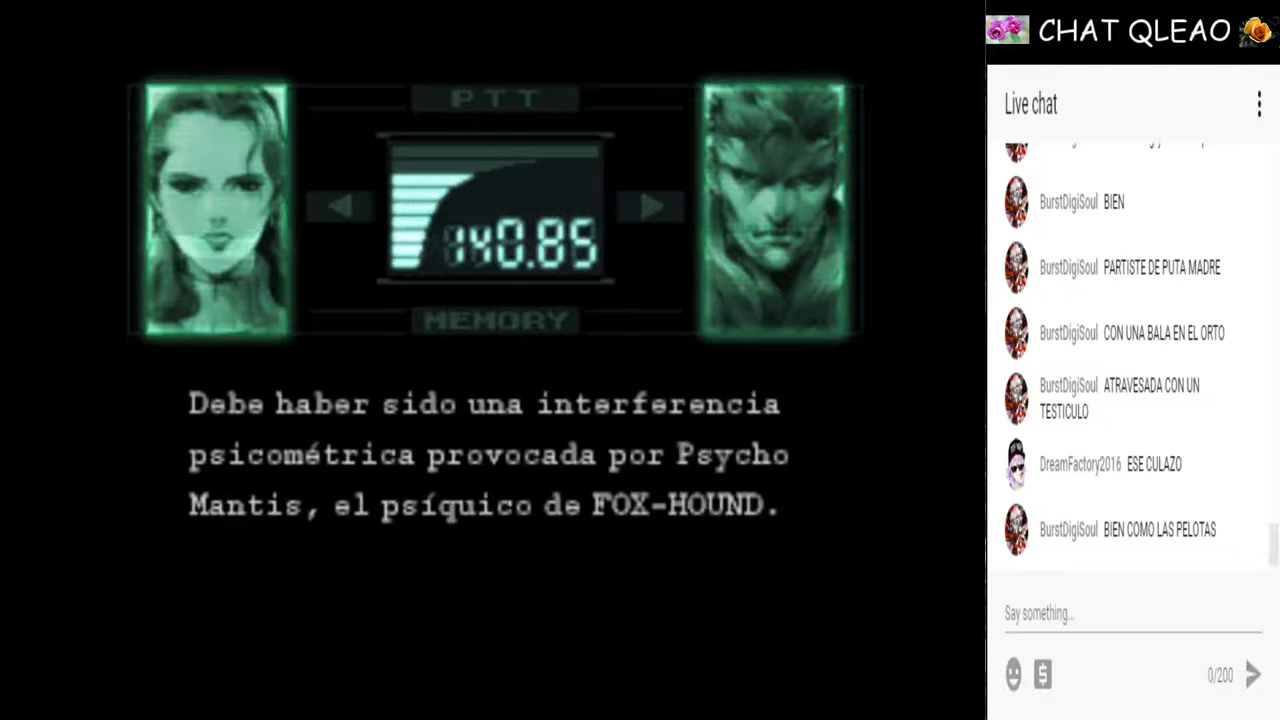 PTT
140.85
MEMORY
Debe haber sido una interferencia
psicométrica provocada por Psycho
Mantis, el psíquico de FOX-HOUND.
CHAT QLEAO
Live chat
BurstDigiSoul BIEN
BurstDigiSoul PARTISTE DE PUTA MADRE
BurstDigiSoul CON UNA BALA EN EL ORTO
BurstDigiSoul ATRAVESADA CON UN
TESTICULO
DreamFactory2016 ESE CULAZO
BurstDigiSoul BIEN COMO LAS PELOTAS
Say something...
0/200